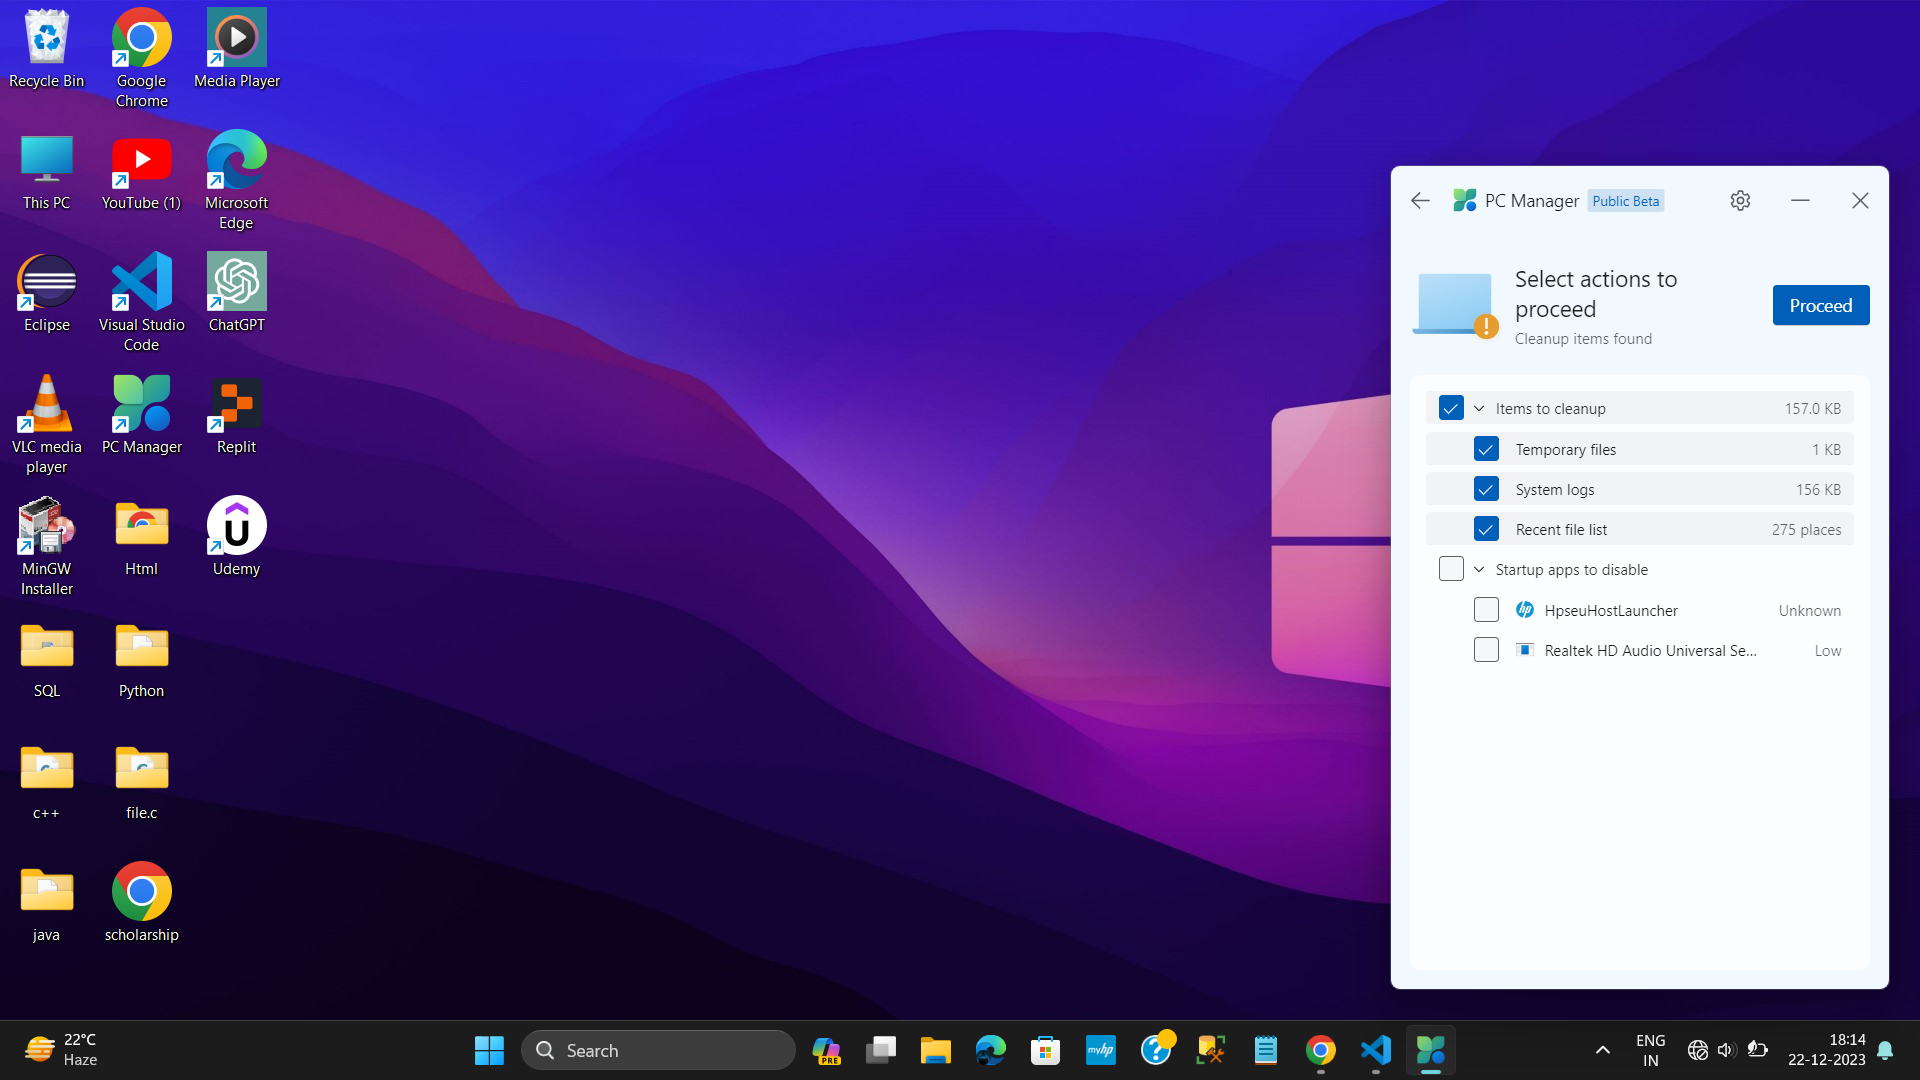 Recycle Bin
Google
Chrome
Media Player
This PC
YouTube (1)
Microsoft
Edge
Eclipse
Visual Studio
Code
ChatGPT
VLC media
player
PC Manager
Replit
MinGW
Installer
Html
Udemy
SQL
Python
c++
file.c
java
scholarship
PC Manager
Public Beta
Select actions to
proceed
Cleanup items found
Proceed
Items to cleanup 157.0 KB
Temporary files 1 KB
System logs 156 KB
Recent file list 275 places
Startup apps to disable
hp HpseuHostLauncher Unknown
Realtek HD Audio Universal Se... Low
22°C
Haze
Search
PRE
myhp
ENG
IN
18:14
22-12-2023